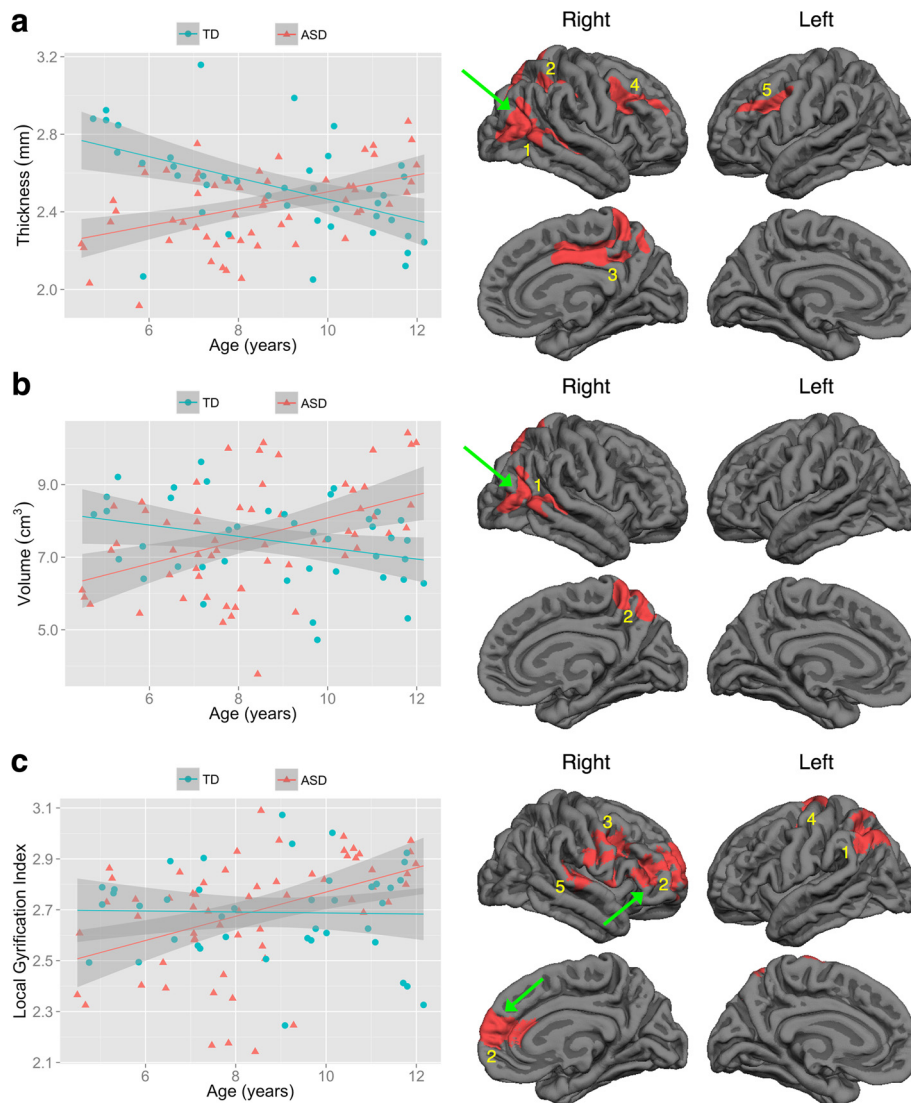 a
TD ASD
Right Left
3.2
2.8
2.4
2.0
Thickness (mm)
6 8 10 12
Age (years)
2 4 5
1
3
b
TD ASD
Right Left
9.0
7.0
5.0
Volume (cm³)
6 8 10 12
Age (years)
1
2
c
TD ASD
Right Left
3.1
2.9
2.7
2.5
2.3
2.1
Local Gyrification Index
6 8 10 12
Age (years)
3 4
5 2 1
2